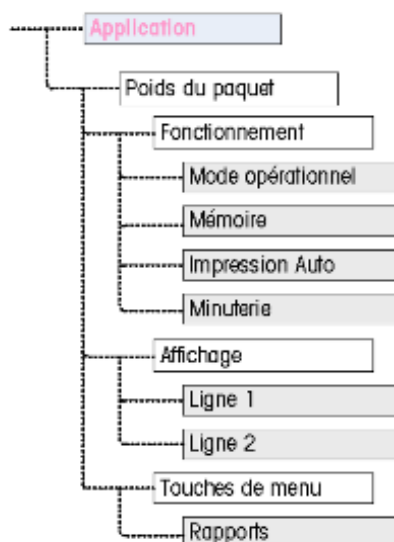 Application
Poids du paquet
Fonctionnement
Mode opérationnel
Mémoire
Impression Auto
Minuterie
Affichage
Ligne 1
Ligne 2
Touches de menu
Rapports